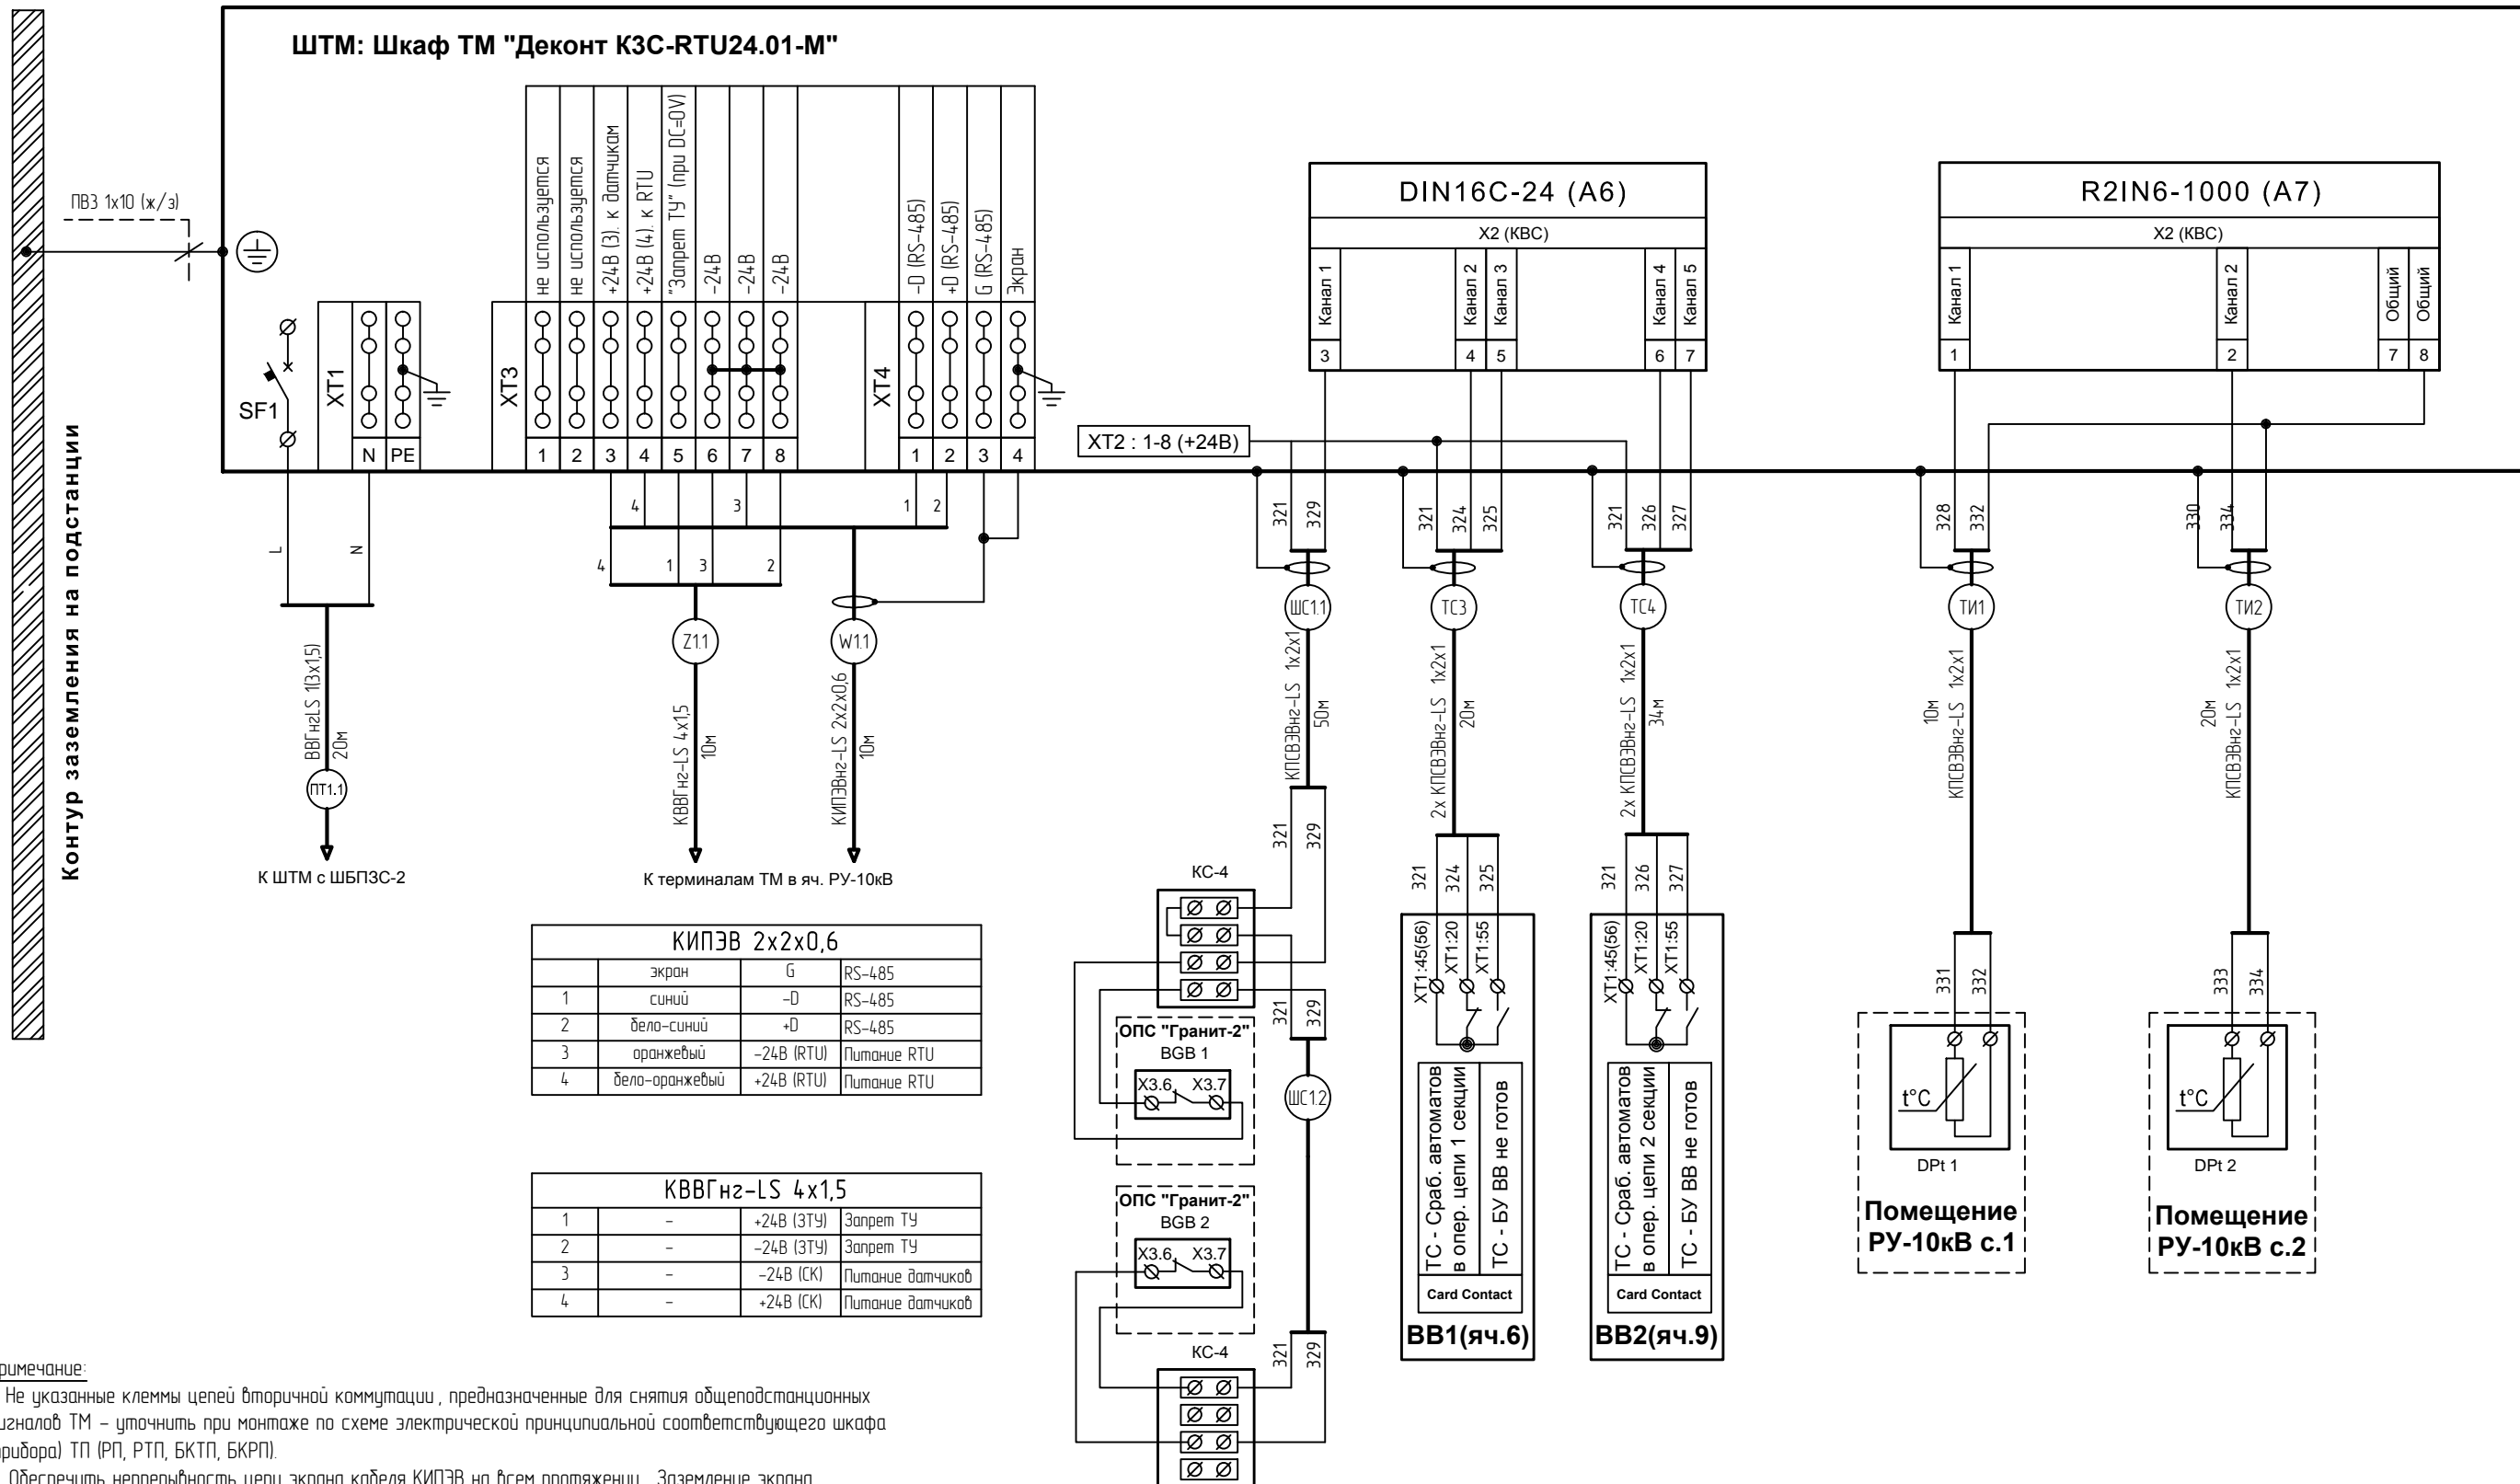 ШТМ: Шкаф ТМ "Деконт К3С-RTU24.01-М"
Контур заземления на подстанции
ПВ3 1х10 (ж/з)
SF1
XT1
N
PE
XT3
не используется
не используется
+24В (3). к датчикам
+24В (4). к RTU
"Запрет ТУ" (при DC=0V)
-24В
-24В
-24В
1
2
3
4
5
6
7
8
XT4
-D (RS-485)
+D (RS-485)
G (RS-485)
Экран
1
2
3
4
DIN16C-24 (A6)
X2 (КВС)
Канал 1
Канал 2
Канал 3
Канал 4
Канал 5
3
4
5
6
7
R2IN6-1000 (A7)
X2 (КВС)
Канал 1
Канал 2
Общий
Общий
1
2
7
8
XT2 : 1-8 (+24В)
L
N
4
3
1
2
4
1
3
2
321
329
321
324
325
321
326
327
328
332
330
334
ВВГнгLS 1(3х1,5)
20м
ПТ1.1
К ШТМ с ШБПЗС-2
Z1.1
КВВГнг-LS 4х1,5
10м
W1.1
КИПЭВнг-LS 2х2х0,6
10м
К терминалам ТМ в яч. РУ-10кВ
ШС1.1
КПСВЭВнг-LS 1х2х1
50м
ТС3
2х КПСВЭВнг-LS 1х2х1
20м
ТС4
2х КПСВЭВнг-LS 1х2х1
34м
ТИ1
10м
КПСВЭВнг-LS 1х2х1
ТИ2
20м
КПСВЭВнг-LS 1х2х1
321
329
КС-4
321
329
ОПС "Гранит-2"
BGB 1
X3.6
X3.7
ШС1.2
ОПС "Гранит-2"
BGB 2
X3.6
X3.7
321
329
КС-4
321
324
325
XT1:45(56)
XT1:20
XT1:55
ТС - Сраб. автоматов
в опер. цепи 1 секции
ТС - БУ ВВ не готов
Card Contact
ВВ1(яч.6)
321
326
327
XT1:45(56)
XT1:20
XT1:55
ТС - Сраб. автоматов
в опер. цепи 2 секции
ТС - БУ ВВ не готов
Card Contact
ВВ2(яч.9)
331
332
t°C
DPt 1
Помещение
РУ-10кВ с.1
333
334
t°C
DPt 2
Помещение
РУ-10кВ с.2
КИПЭВ 2х2х0,6
экран G RS-485
1 синий -D RS-485
2 бело-синий +D RS-485
3 оранжевый -24В (RTU) Питание RTU
4 бело-оранжевый +24В (RTU) Питание RTU
КВВГнг-LS 4х1,5
1 - +24В (ЗТУ) Запрет ТУ
2 - -24В (ЗТУ) Запрет ТУ
3 - -24В (СК) Питание датчиков
4 - +24В (СК) Питание датчиков
римечание:
Не указанные клеммы цепей вторичной коммутации, предназначенные для снятия общеподстанционных
игналов ТМ - уточнить при монтаже по схеме электрической принципиальной соответствующего шкафа
рибора) ТП (РП, РТП, БКТП, БКРП).
Обеспечить непрерывность цепи экрана кабеля КИПЭВ на всем протяжении. Заземление экрана